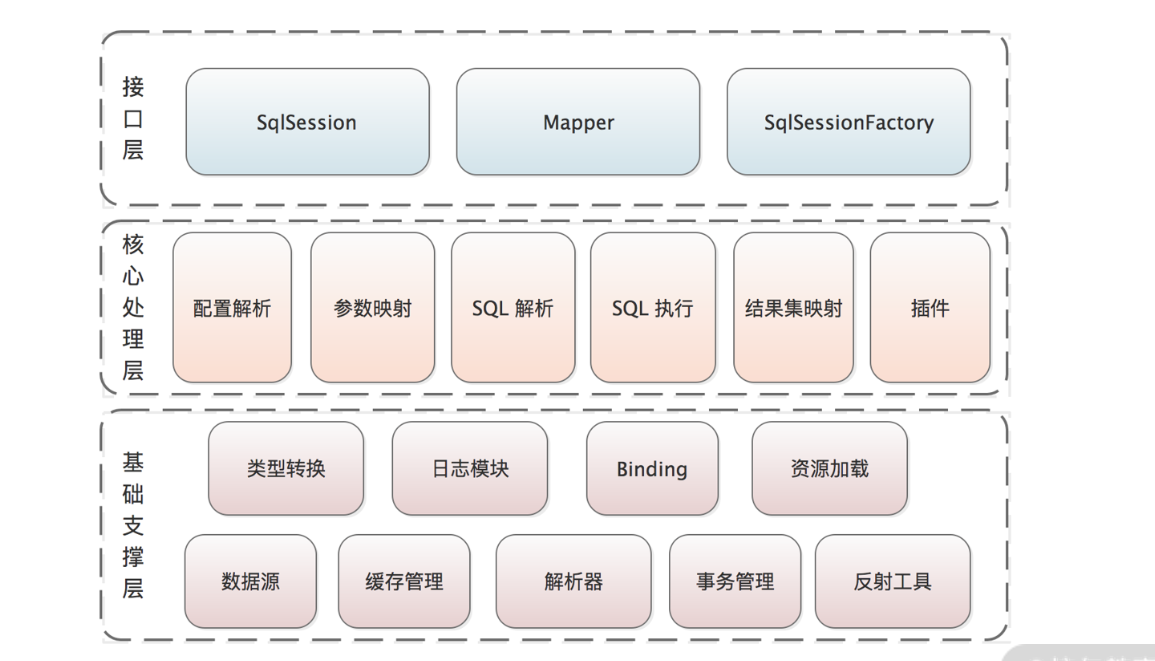 接口层
SqlSession
Mapper
SqlSessionFactory
核心处理层
配置解析
参数映射
SQL 解析
SQL 执行
结果集映射
插件
基础支撑层
类型转换
日志模块
Binding
资源加载
数据源
缓存管理
解析器
事务管理
反射工具